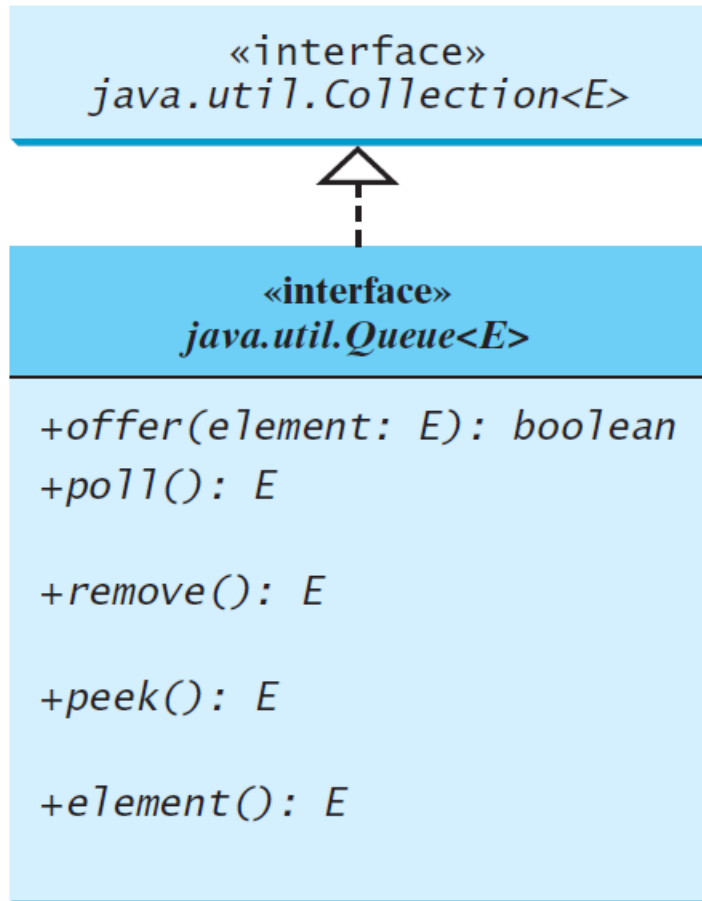 «interface»
java.util.Collection<E>
«interface»
java.util.Queue<E>
+offer(element: E): boolean
+poll(): E
+remove(): E
+peek(): E
+element(): E